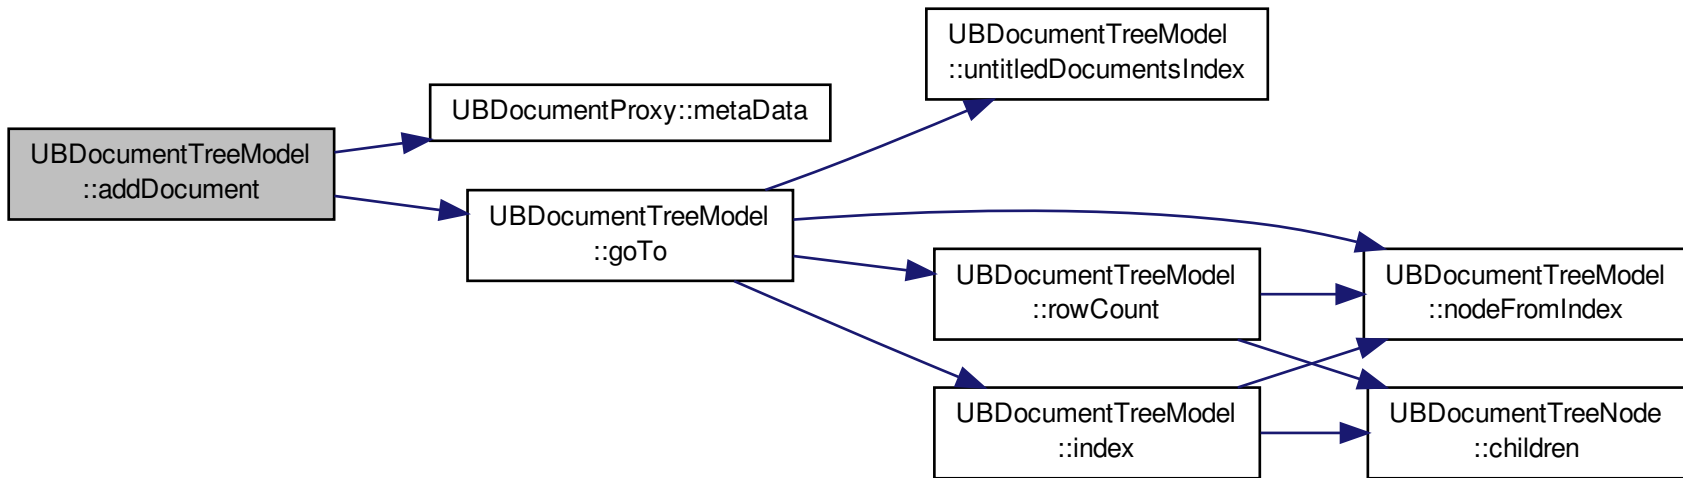 UBDocumentTreeModel
::addDocument
UBDocumentProxy::metaData
UBDocumentTreeModel
::goTo
UBDocumentTreeModel
::untitledDocumentsIndex
UBDocumentTreeModel
::rowCount
UBDocumentTreeModel
::index
UBDocumentTreeModel
::nodeFromIndex
UBDocumentTreeNode
::children